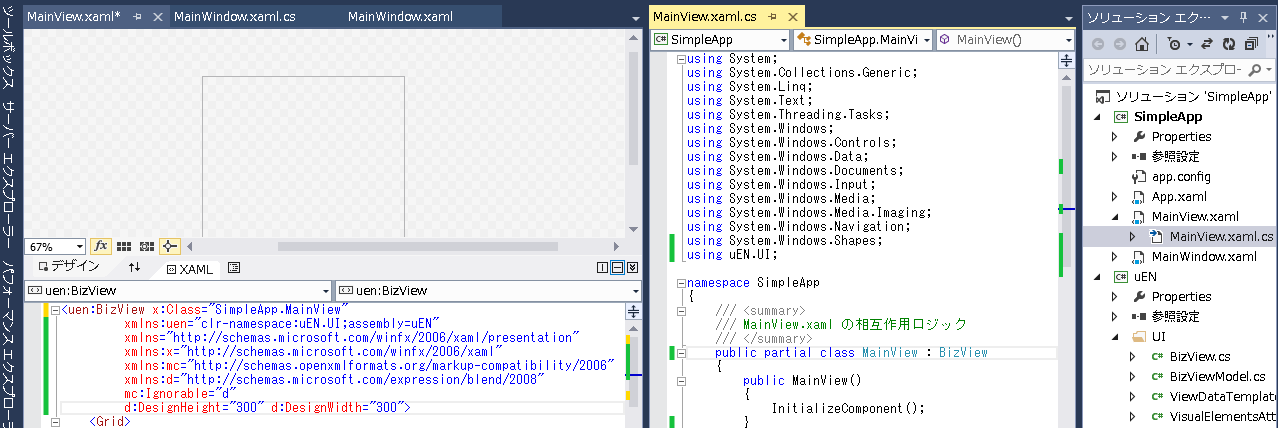 MainView.xaml*
MainWindow.xaml.cs
MainWindow.xaml
67%
デザイン
XAML
uen:BizView
uen:BizView
<uen:BizView x:Class="SimpleApp.MainView"
xmlns:uen="clr-namespace:uEN.UI;assembly=uEN"
xmlns="http://schemas.microsoft.com/winfx/2006/xaml/presentation"
xmlns:x="http://schemas.microsoft.com/winfx/2006/xaml"
xmlns:mc="http://schemas.openxmlformats.org/markup-compatibility/2006"
xmlns:d="http://schemas.microsoft.com/expression/blend/2008"
mc:Ignorable="d"
d:DesignHeight="300" d:DesignWidth="300">
<Grid>
ツールボックス
サーバー エクスプローラー
パフォーマンス エクスプローラ
MainView.xaml.cs
SimpleApp
SimpleApp.MainVi
MainView()
using System;
using System.Collections.Generic;
using System.Linq;
using System.Text;
using System.Threading.Tasks;
using System.Windows;
using System.Windows.Controls;
using System.Windows.Data;
using System.Windows.Documents;
using System.Windows.Input;
using System.Windows.Media;
using System.Windows.Media.Imaging;
using System.Windows.Navigation;
using System.Windows.Shapes;
using uEN.UI;
namespace SimpleApp
{
/// <summary>
/// MainView.xaml の相互作用ロジック
/// </summary>
public partial class MainView : BizView
{
public MainView()
{
InitializeComponent();
}
ソリューション エク...
ソリューション エクスプロー
ソリューション 'SimpleApp'
SimpleApp
Properties
参照設定
app.config
App.xaml
MainView.xaml
MainView.xaml.cs
MainWindow.xaml
uEN
Properties
参照設定
UI
BizView.cs
BizViewModel.cs
ViewDataTemplat
VisualElementsAtt